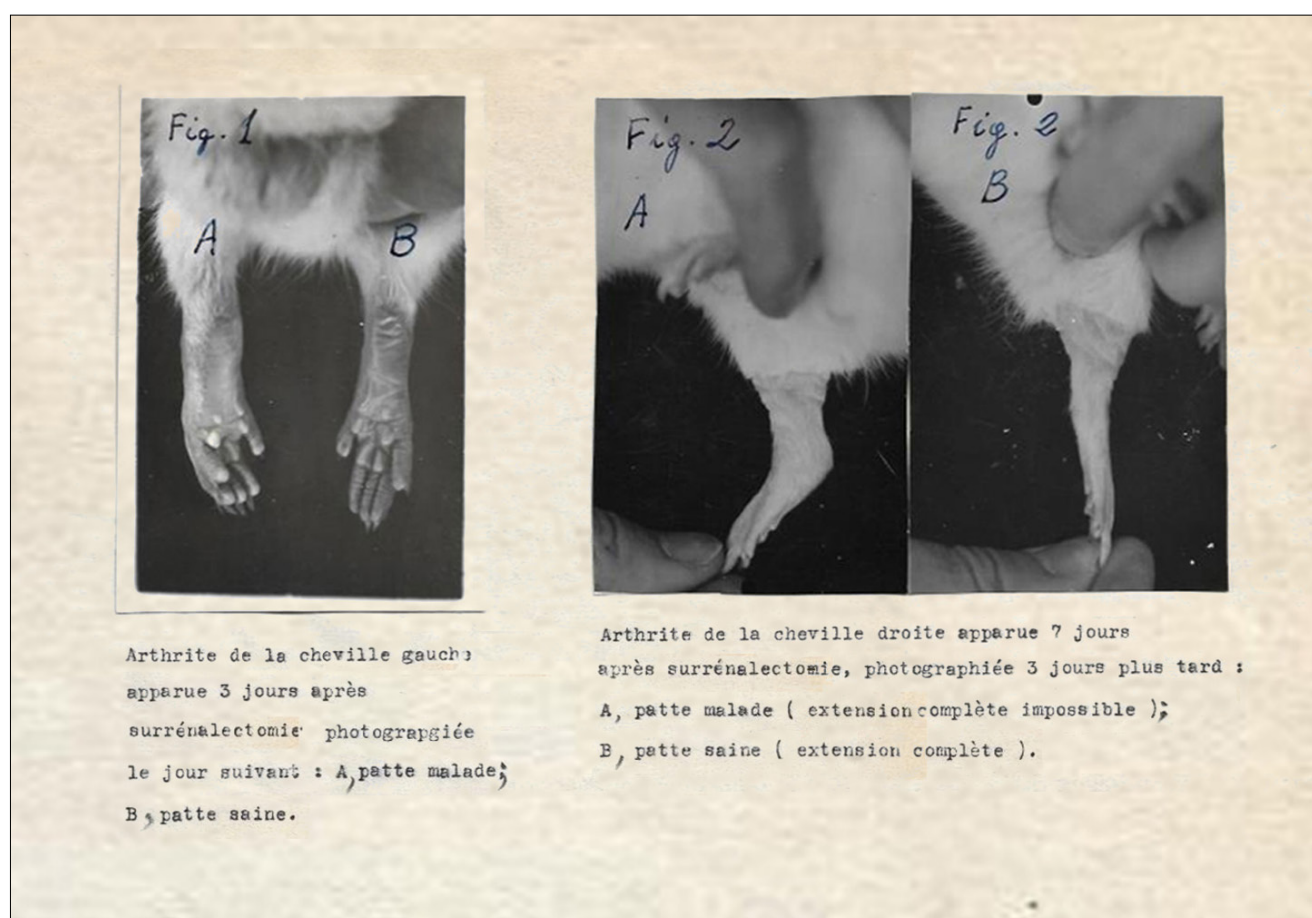 Fig. 1
A
B
Fig. 2
A
Fig. 2
B
Arthrite de la cheville gauche
apparue 3 jours après
surrénalectomie photograpgiée
le jour suivant : A, patte malade;
B, patte saine.
Arthrite de la cheville droite apparue 7 jours
après surrénalectomie, photographiée 3 jours plus tard :
A, patte malade ( extension complète impossible );
B, patte saine ( extension complète ).